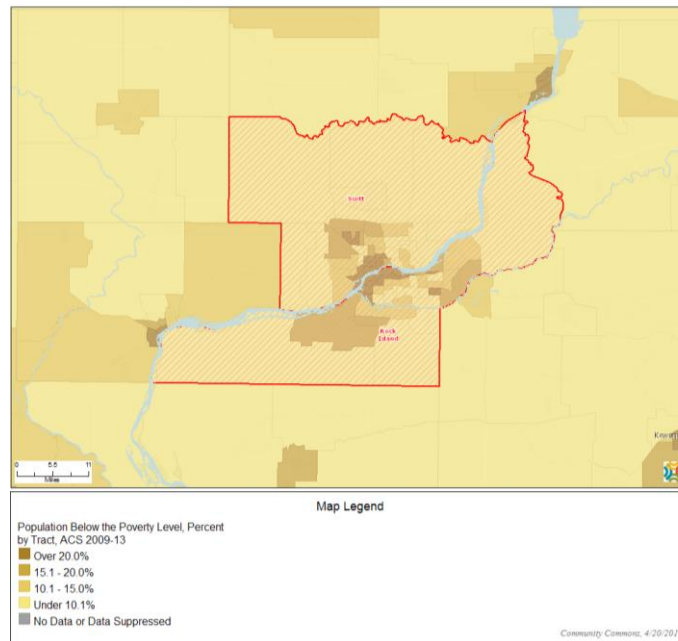 Scott
Rock
Island
0 5.5 11
Miles
Map Legend
Population Below the Poverty Level, Percent
by Tract, ACS 2009-13
Over 20.0%
15.1 - 20.0%
10.1 - 15.0%
Under 10.1%
No Data or Data Suppressed
Community Commons, 4/20/201